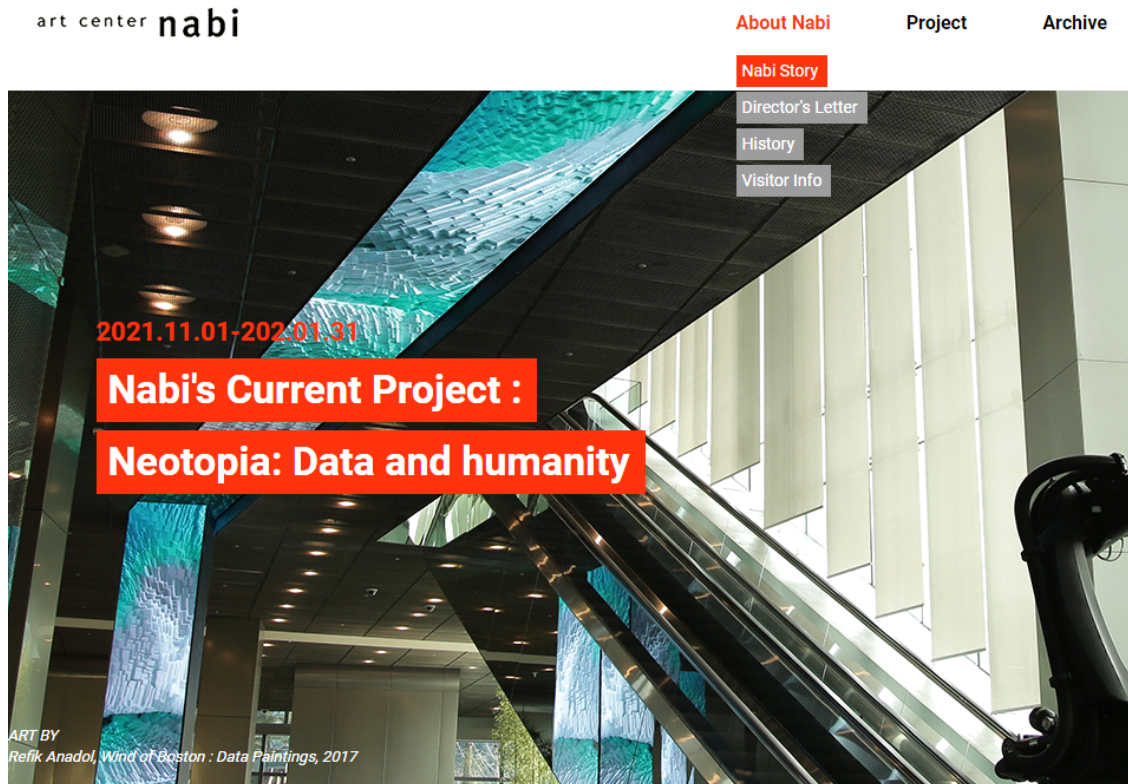 art center nabi
About Nabi
Project
Archive
Nabi Story
Director's Letter
History
Visitor Info
2021.11.01-202.01.31
Nabi's Current Project :
Neotopia: Data and humanity
ART BY
Refik Anadol, Wind of Boston : Data Paintings, 2017